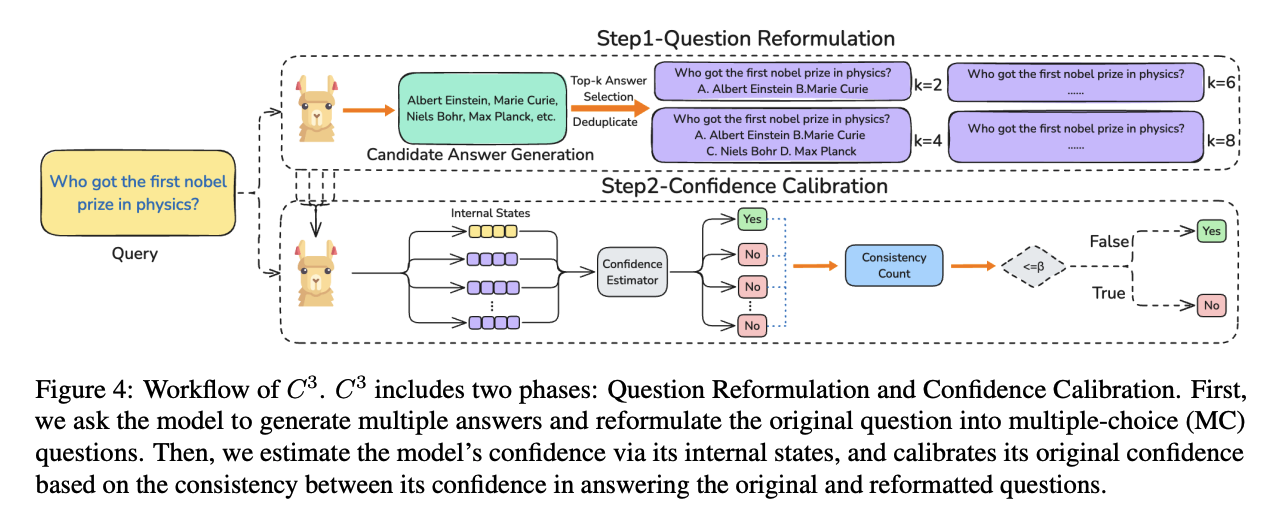 Step1-Question Reformulation
Who got the first nobel
prize in physics?
Query
Albert Einstein, Marie Curie,
Niels Bohr, Max Planck, etc.
Candidate Answer Generation
Top-k Answer
Selection
Deduplicate
Who got the first nobel prize in physics?
A. Albert Einstein B.Marie Curie
k=2
Who got the first nobel prize in physics?
......
k=6
Who got the first nobel prize in physics?
A. Albert Einstein B.Marie Curie
C. Niels Bohr D. Max Planck
k=4
Who got the first nobel prize in physics?
......
k=8
Step2-Confidence Calibration
Internal States
Confidence
Estimator
Yes
No
No
No
Consistency
Count
<=β
False
True
Yes
No
Figure 4: Workflow of C³. C³ includes two phases: Question Reformulation and Confidence Calibration. First,
we ask the model to generate multiple answers and reformulate the original question into multiple-choice (MC)
questions. Then, we estimate the model's confidence via its internal states, and calibrates its original confidence
based on the consistency between its confidence in answering the original and reformatted questions.